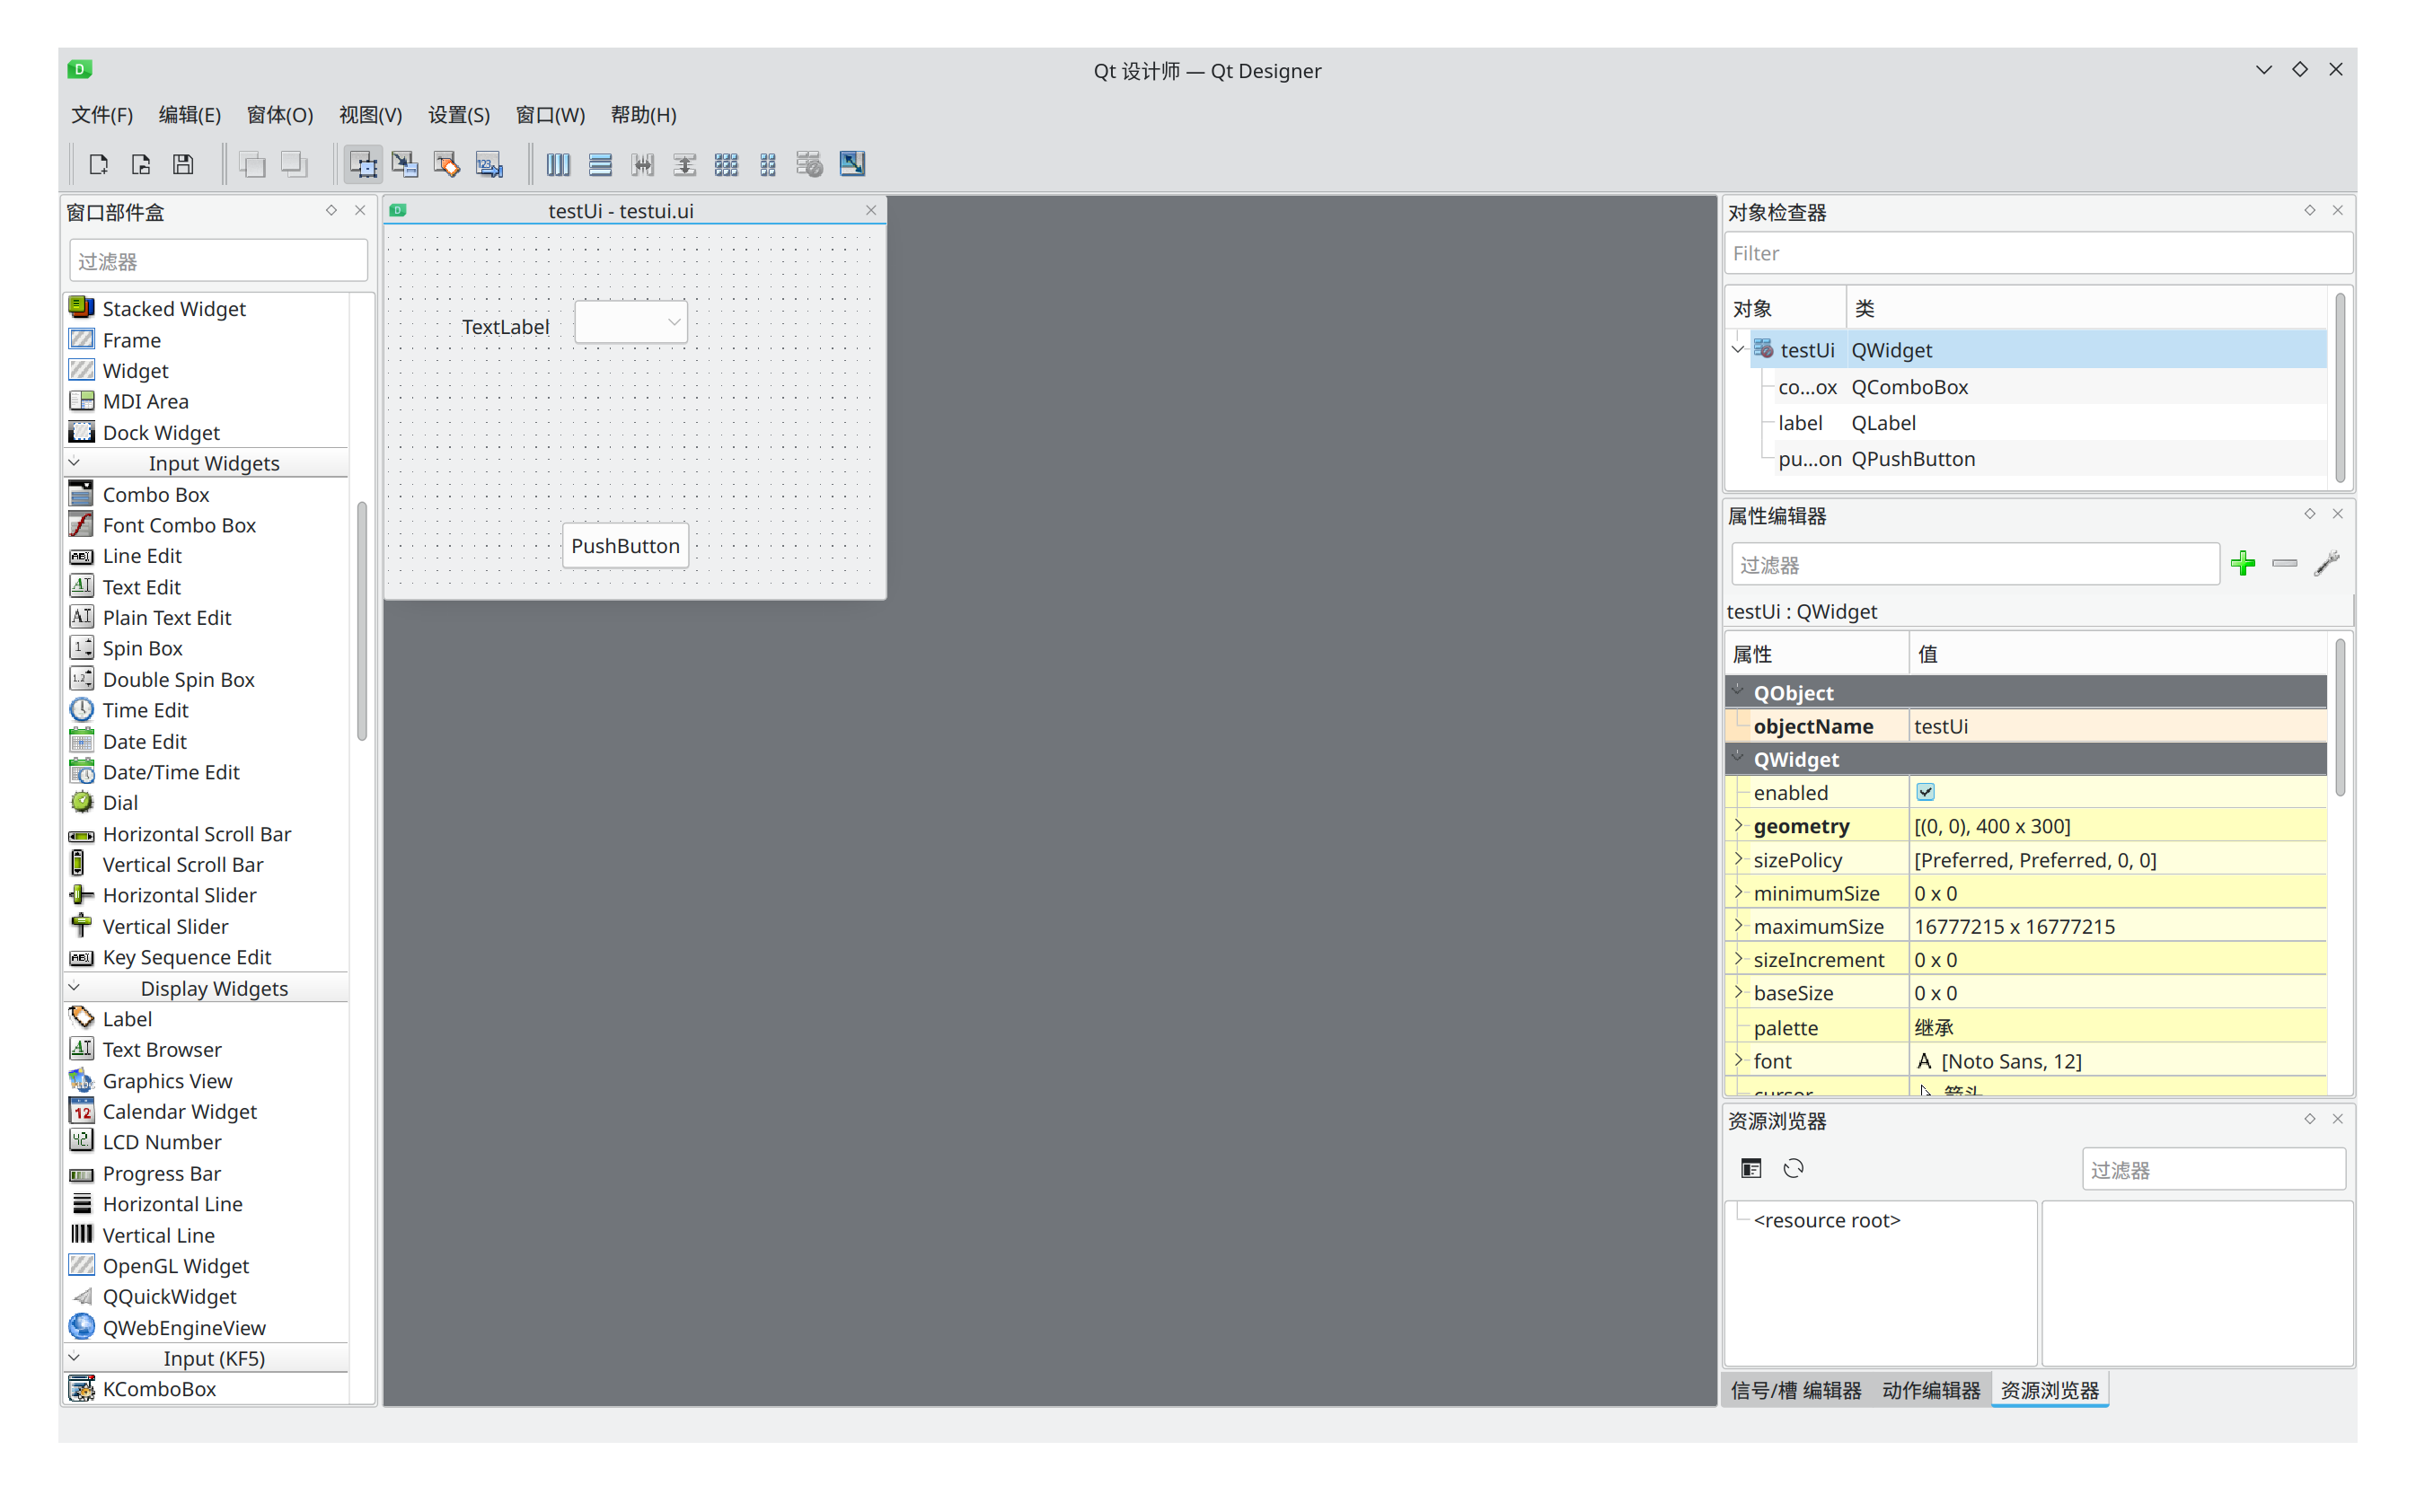 Qt 设计师 — Qt Designer
文件(F) 编辑(E) 窗体(O) 视图(V) 设置(S) 窗口(W) 帮助(H)
窗口部件盒
过滤器
Stacked Widget
Frame
Widget
MDI Area
Dock Widget
Input Widgets
Combo Box
Font Combo Box
Line Edit
Text Edit
Plain Text Edit
Spin Box
Double Spin Box
Time Edit
Date Edit
Date/Time Edit
Dial
Horizontal Scroll Bar
Vertical Scroll Bar
Horizontal Slider
Vertical Slider
Key Sequence Edit
Display Widgets
Label
Text Browser
Graphics View
Calendar Widget
LCD Number
Progress Bar
Horizontal Line
Vertical Line
OpenGL Widget
QQuickWidget
QWebEngineView
Input (KF5)
KComboBox
testUi - testui.ui
TextLabel
PushButton
对象检查器
Filter
对象 类
testUi QWidget
co...ox QComboBox
label QLabel
pu...on QPushButton
属性编辑器
过滤器
testUi : QWidget
属性 值
QObject
objectName testUi
QWidget
enabled
geometry [(0, 0), 400 x 300]
sizePolicy [Preferred, Preferred, 0, 0]
minimumSize 0 x 0
maximumSize 16777215 x 16777215
sizeIncrement 0 x 0
baseSize 0 x 0
palette 继承
font A [Noto Sans, 12]
cursor 箭头
资源浏览器
过滤器
<resource root>
信号/槽 编辑器 动作编辑器 资源浏览器